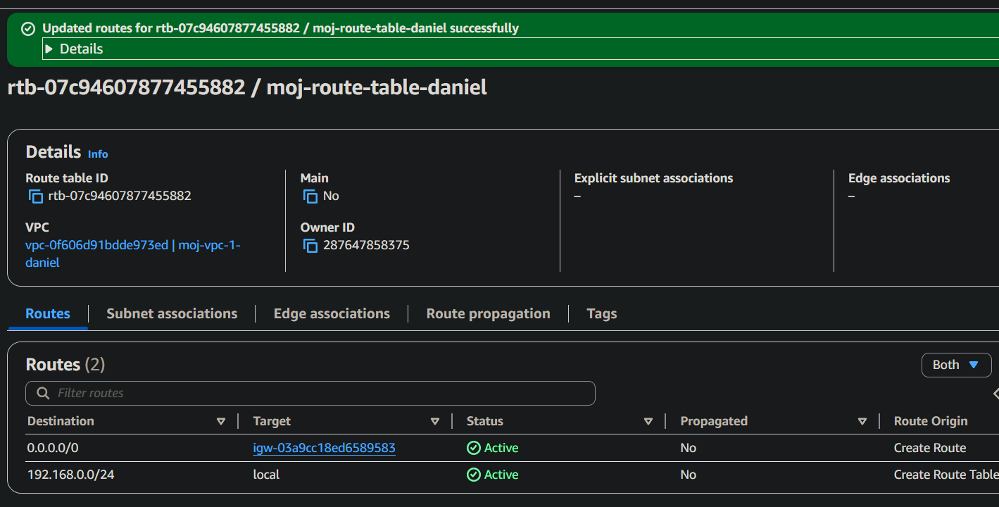 Updated routes for rtb-07c94607877455882 / moj-route-table-daniel successfully
Details
rtb-07c94607877455882 / moj-route-table-daniel
Details Info
Route table ID
rtb-07c94607877455882
Main
No
Explicit subnet associations
–
Edge associations
–
VPC
vpc-0f606d91bdde973ed | moj-vpc-1-
daniel
Owner ID
287647858375
Routes Subnet associations Edge associations Route propagation Tags
Routes (2)
Both
Filter routes
Destination Target Status Propagated Route Origin
0.0.0.0/0 igw-03a9cc18ed6589583 Active No Create Route
192.168.0.0/24 local Active No Create Route Table